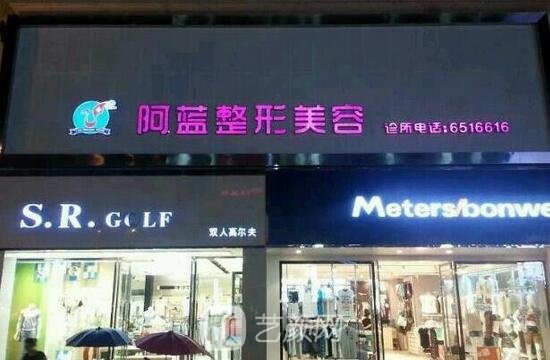 阿蓝整形美容 诊所电话:6516616
S.R. GOLF
双人高尔夫
Meters/bonwe
艺颜网